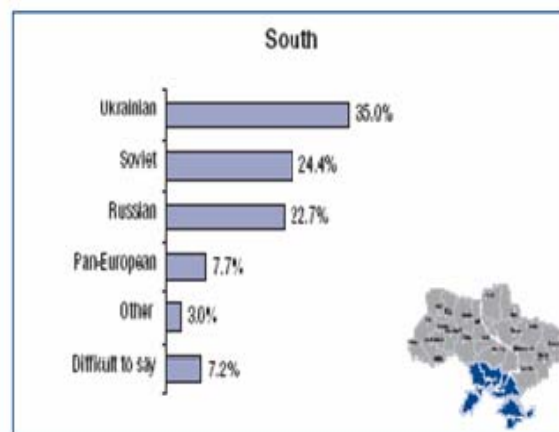 South
Ukrainian 35.0%
Soviet 24.4%
Russian 22.7%
Pan-European 7.7%
Other 3.0%
Difficult to say 7.2%